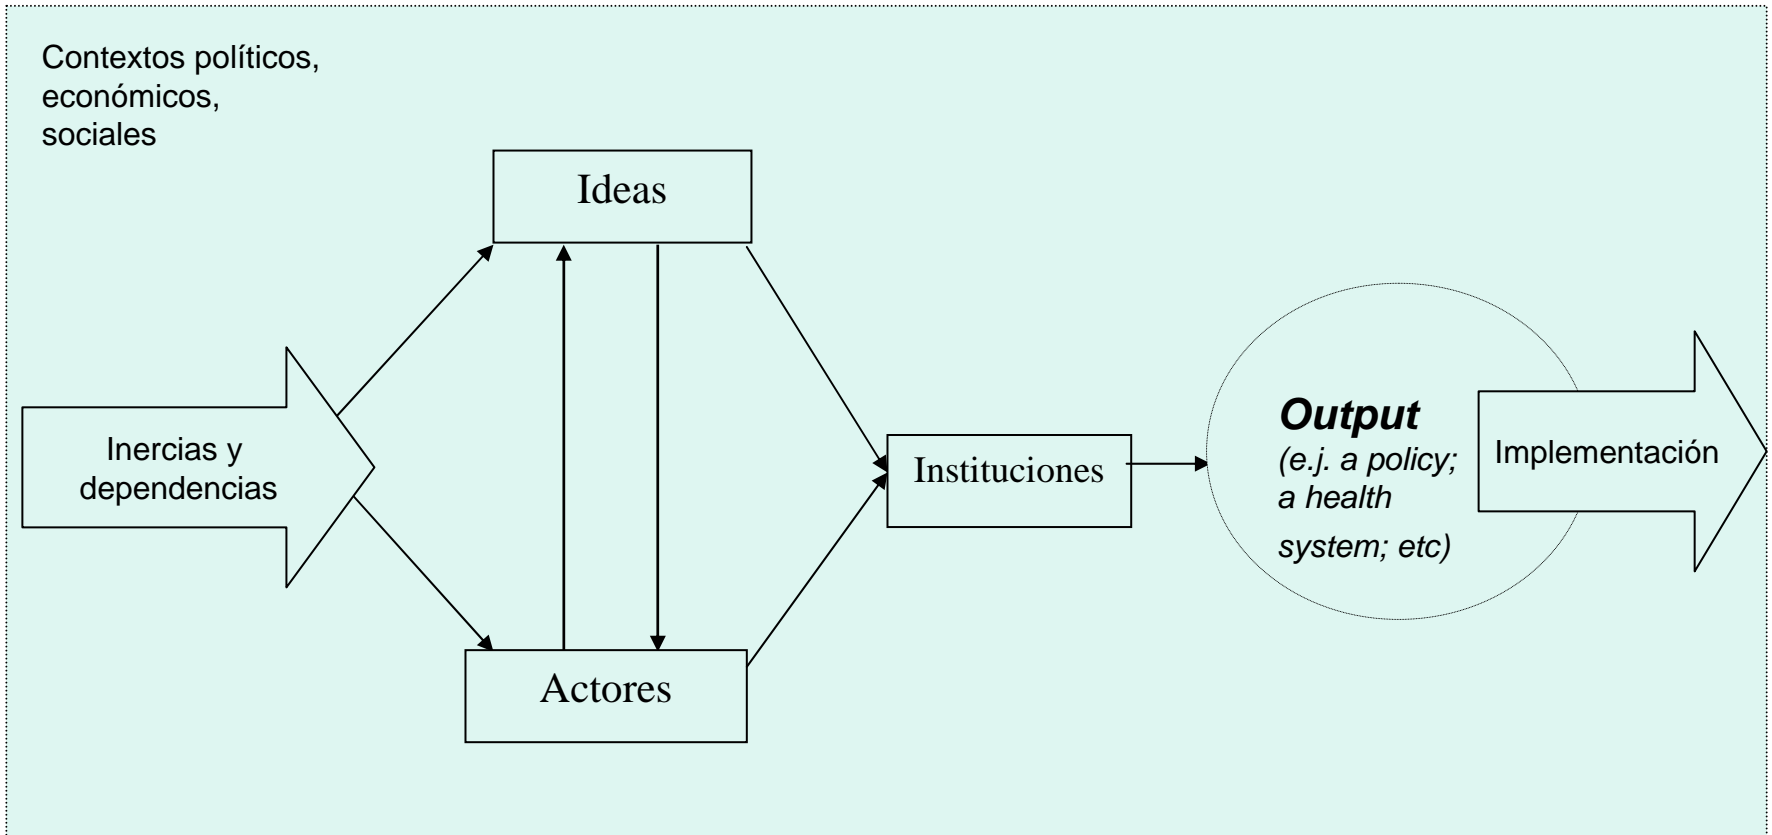 Contextos políticos,
económicos,
sociales
Ideas
Inercias y
dependencias
Actores
Instituciones
Output
(e.j. a policy;
a health
system; etc)
Implementación